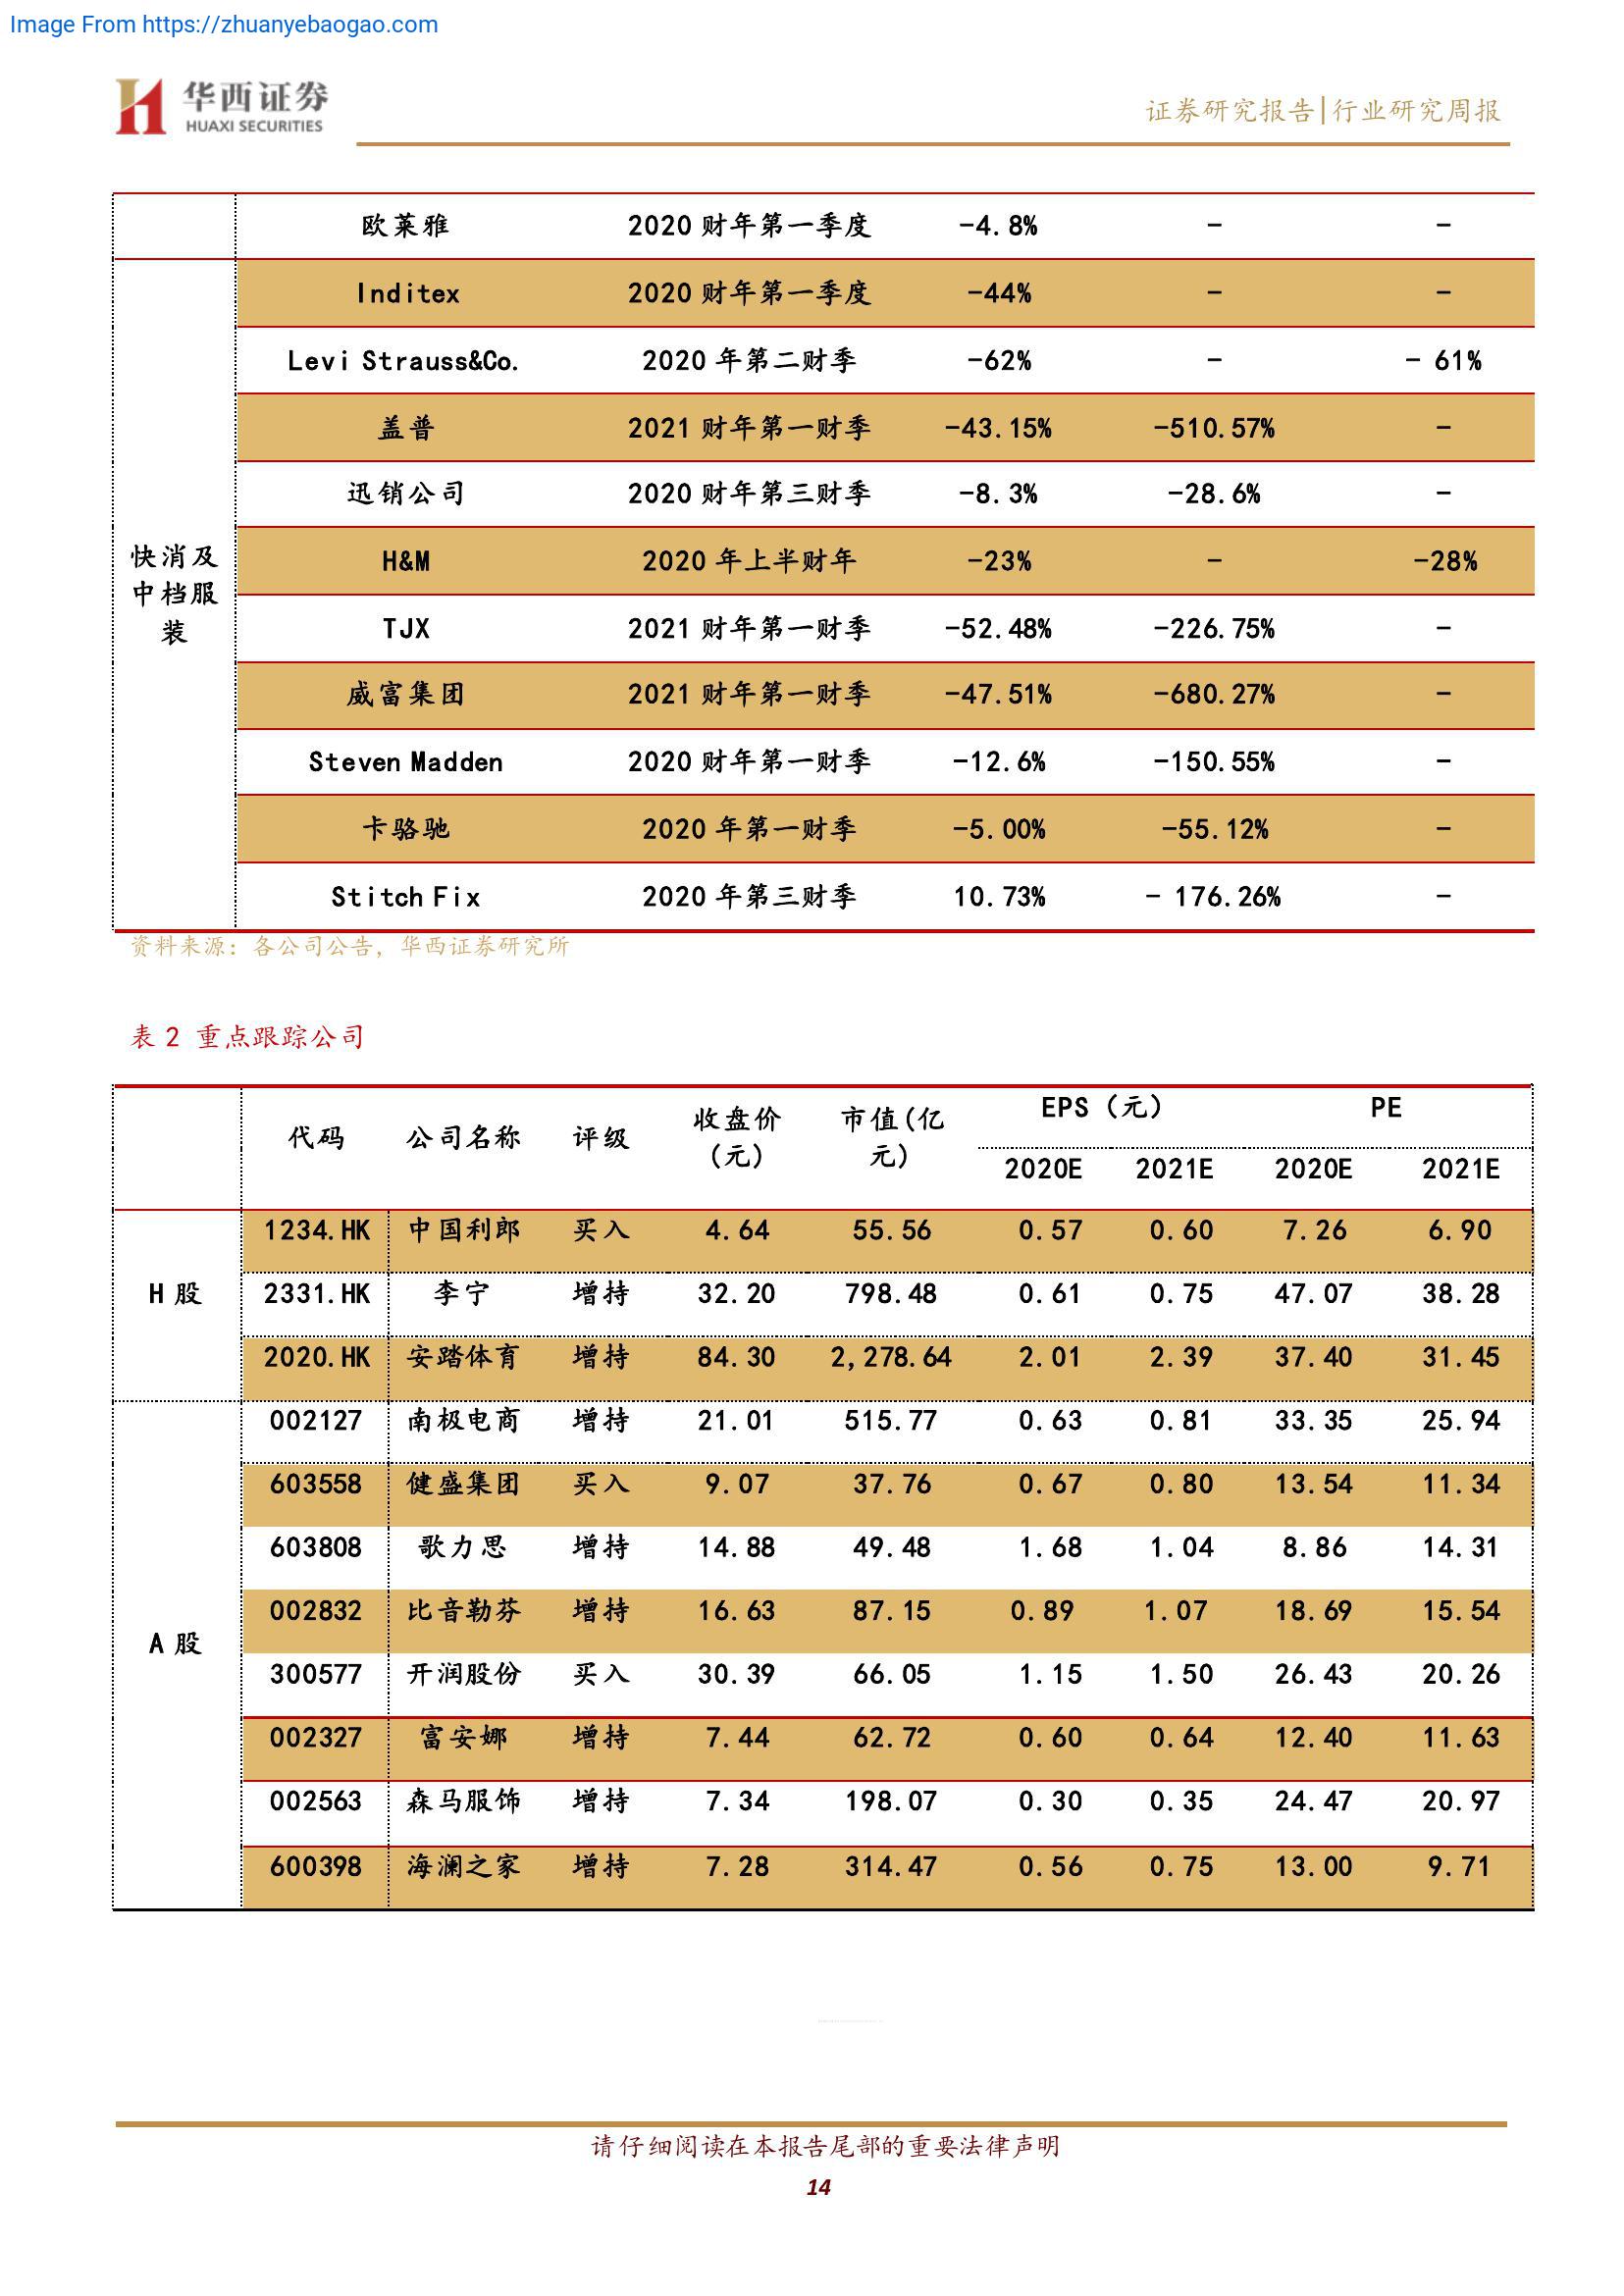 Image From https://zhuanyebaogao.com
华西证券
HUAXI SECURITIES
证券研究报告|行业研究周报
欧莱雅 2020 财年第一季度 -4.8% - -
Inditex 2020 财年第一季度 -44% - -
Levi Strauss&Co. 2020 年第二财季 -62% - - 61%
盖普 2021 财年第一财季 -43.15% -510.57% -
迅销公司 2020 财年第三财季 -8.3% -28.6% -
快消及
中档服
装
H&M 2020 年上半财年 -23% - -28%
TJX 2021 财年第一财季 -52.48% -226.75% -
威富集团 2021 财年第一财季 -47.51% -680.27% -
Steven Madden 2020 财年第一财季 -12.6% -150.55% -
卡骆驰 2020 年第一财季 -5.00% -55.12% -
Stitch Fix 2020 年第三财季 10.73% - 176.26% -
资料来源：各公司公告，华西证券研究所
表 2 重点跟踪公司
代码 公司名称 评级 收盘价 市值(亿 EPS（元） PE
(元) 元) 2020E 2021E 2020E 2021E
1234.HK 中国利郎 买入 4.64 55.56 0.57 0.60 7.26 6.90
H 股 2331.HK 李宁 增持 32.20 798.48 0.61 0.75 47.07 38.28
2020.HK 安踏体育 增持 84.30 2,278.64 2.01 2.39 37.40 31.45
002127 南极电商 增持 21.01 515.77 0.63 0.81 33.35 25.94
603558 健盛集团 买入 9.07 37.76 0.67 0.80 13.54 11.34
603808 歌力思 增持 14.88 49.48 1.68 1.04 8.86 14.31
002832 比音勒芬 增持 16.63 87.15 0.89 1.07 18.69 15.54
A 股
300577 开润股份 买入 30.39 66.05 1.15 1.50 26.43 20.26
002327 富安娜 增持 7.44 62.72 0.60 0.64 12.40 11.63
002563 森马服饰 增持 7.34 198.07 0.30 0.35 24.47 20.97
600398 海澜之家 增持 7.28 314.47 0.56 0.75 13.00 9.71
请仔细阅读在本报告尾部的重要法律声明
14